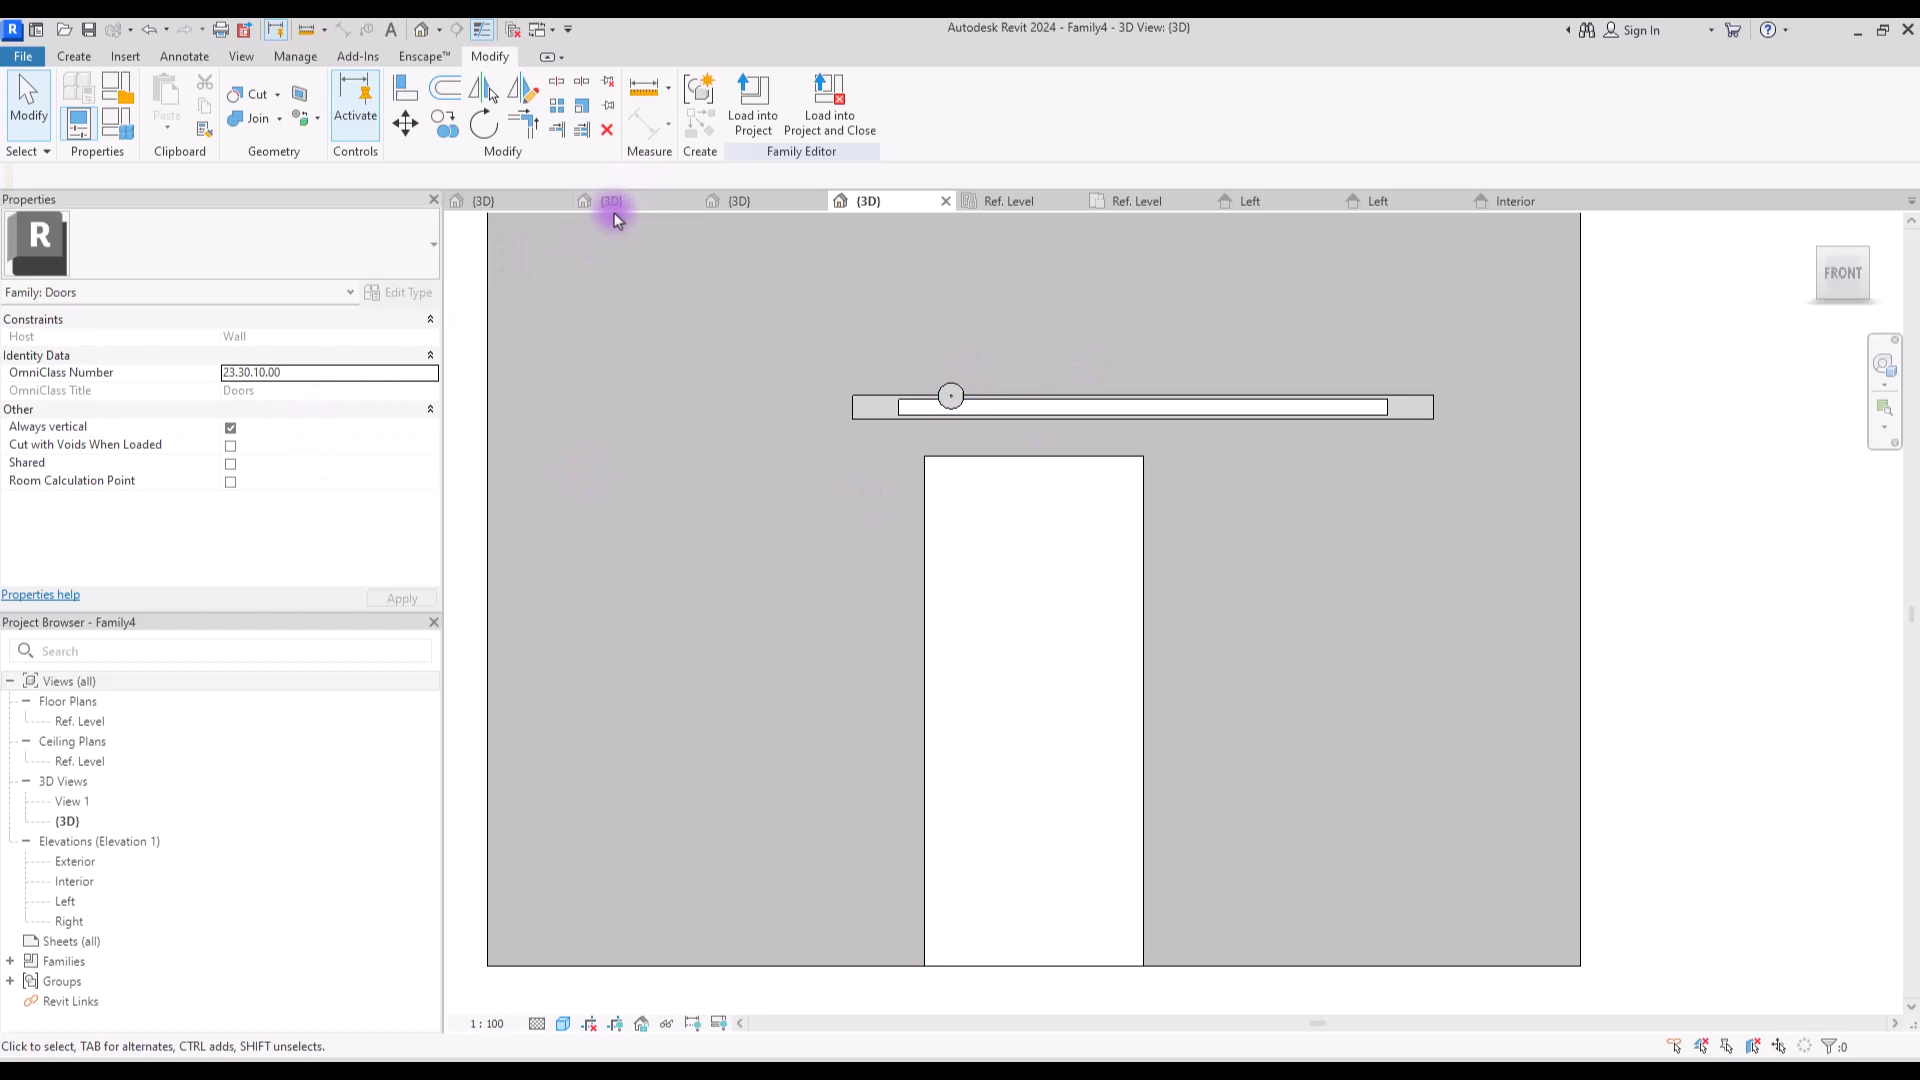 R
Autodesk Revit 2024 - Family4 - 3D View: {3D}
Sign In
File
Create
Insert
Annotate
View
Manage
Add-Ins
Enscape™
Modify
Modify
Select
Properties
Paste
Clipboard
Cut
Join
Geometry
Activate
Controls
Modify
Measure
Create
Load into
Project
Load into
Project and Close
Family Editor
Properties
{3D}
{3D}
{3D}
{3D}
Ref. Level
Ref. Level
Left
Left
Interior
R
Family: Doors
Edit Type
Constraints
Host
Wall
Identity Data
OmniClass Number
23.30.10.00
OmniClass Title
Doors
Other
Always vertical
Cut with Voids When Loaded
Shared
Room Calculation Point
Properties help
Apply
FRONT
Project Browser - Family4
Search
Views (all)
Floor Plans
Ref. Level
Ceiling Plans
Ref. Level
3D Views
View 1
{3D}
Elevations (Elevation 1)
Exterior
Interior
Left
Right
Sheets (all)
Families
Groups
Revit Links
1 : 100
Click to select, TAB for alternates, CTRL adds, SHIFT unselects.
:0